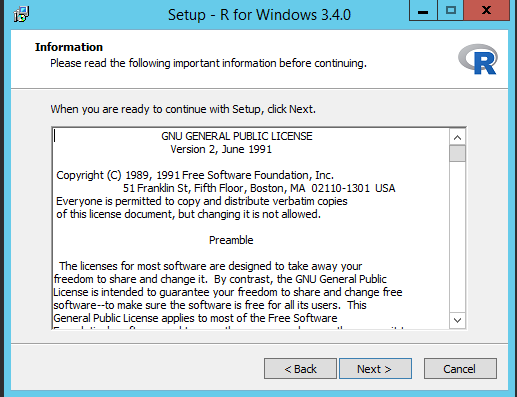 Setup - R for Windows 3.4.0
Information
Please read the following important information before continuing.
R
When you are ready to continue with Setup, click Next.
GNU GENERAL PUBLIC LICENSE
Version 2, June 1991
Copyright (C) 1989, 1991 Free Software Foundation, Inc.
51 Franklin St, Fifth Floor, Boston, MA 02110-1301 USA
Everyone is permitted to copy and distribute verbatim copies
of this license document, but changing it is not allowed.
Preamble
The licenses for most software are designed to take away your
freedom to share and change it. By contrast, the GNU General Public
License is intended to guarantee your freedom to share and change free
software--to make sure the software is free for all its users. This
General Public License applies to most of the Free Software
< Back Next > Cancel